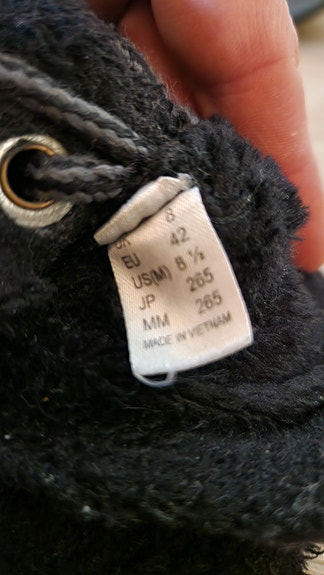 UK 8
EU 42
US(M) 8 ½
JP 265
MM 265
MADE IN VIETNAM